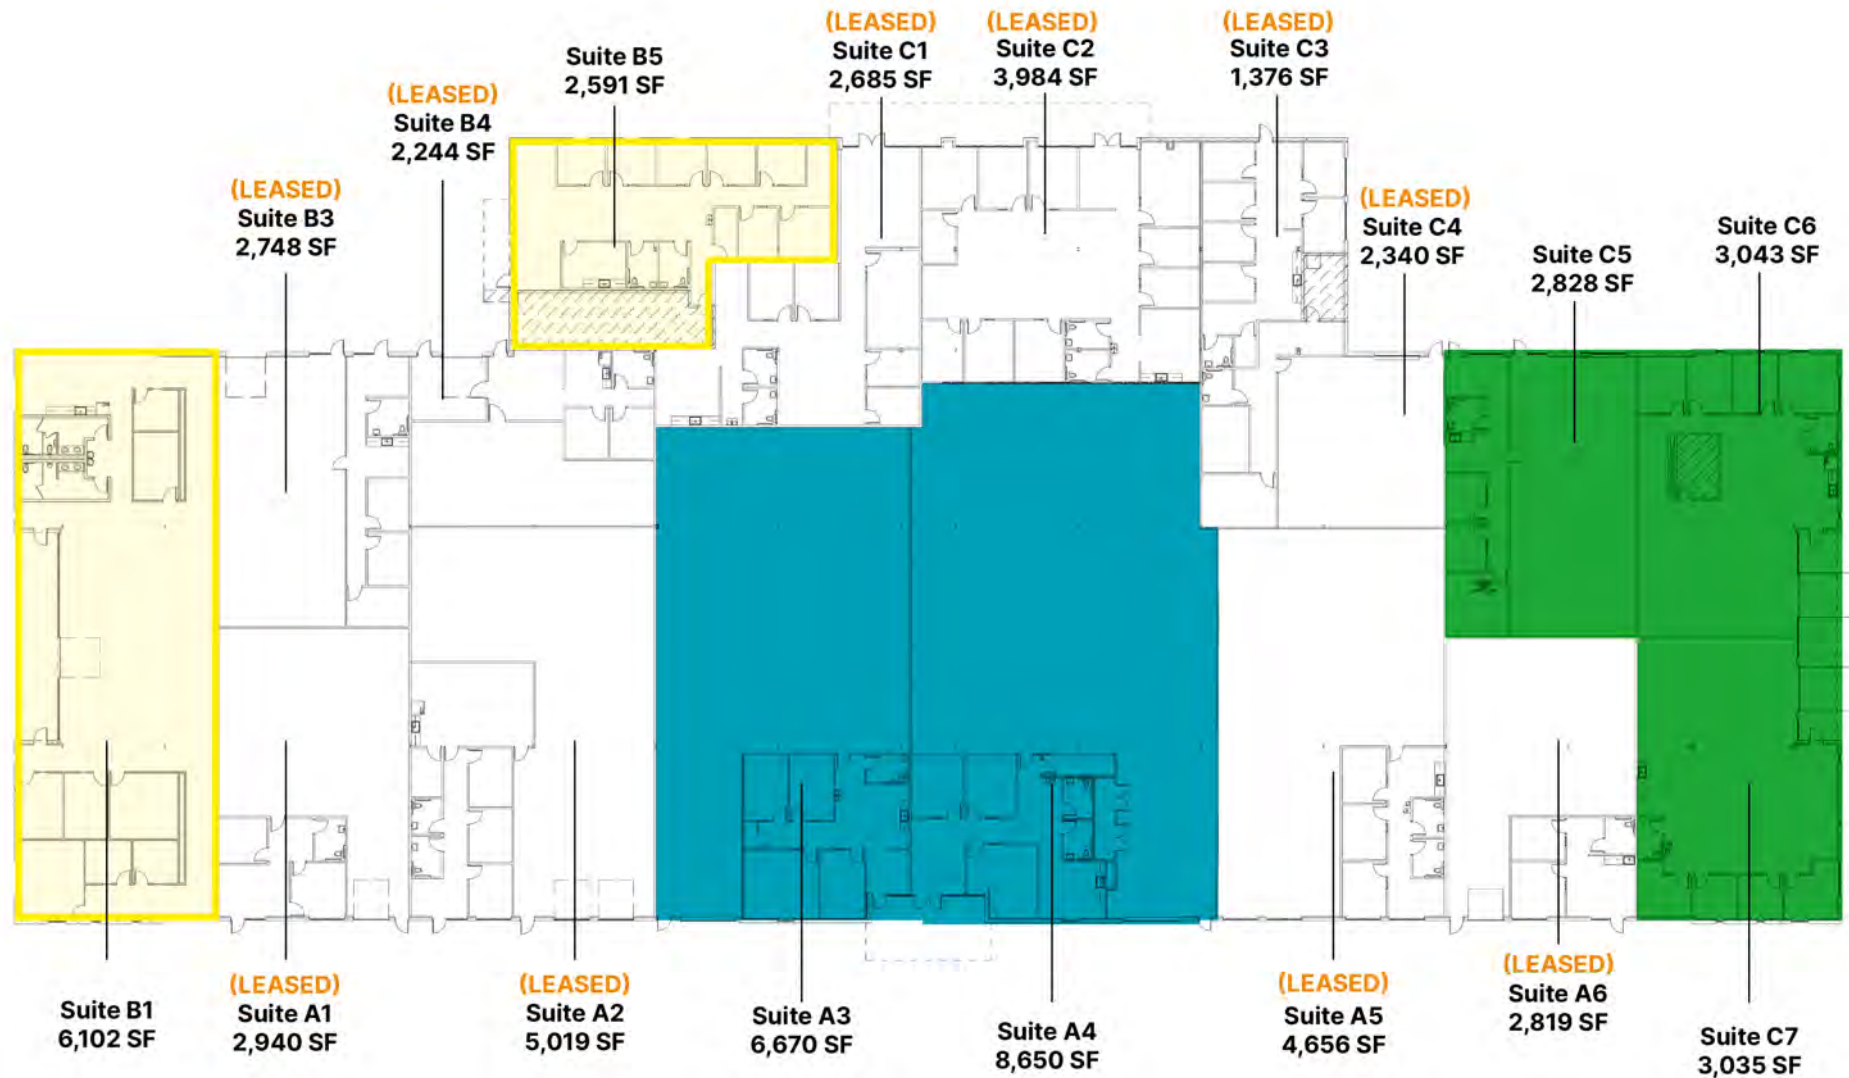 (LEASED)
Suite C1
2,685 SF
(LEASED)
Suite C2
3,984 SF
(LEASED)
Suite C3
1,376 SF
Suite B5
2,591 SF
(LEASED)
Suite B4
2,244 SF
(LEASED)
Suite B3
2,748 SF
(LEASED)
Suite C4
2,340 SF
Suite C5
2,828 SF
Suite C6
3,043 SF
Suite B1
6,102 SF
(LEASED)
Suite A1
2,940 SF
(LEASED)
Suite A2
5,019 SF
Suite A3
6,670 SF
Suite A4
8,650 SF
(LEASED)
Suite A5
4,656 SF
(LEASED)
Suite A6
2,819 SF
Suite C7
3,035 SF